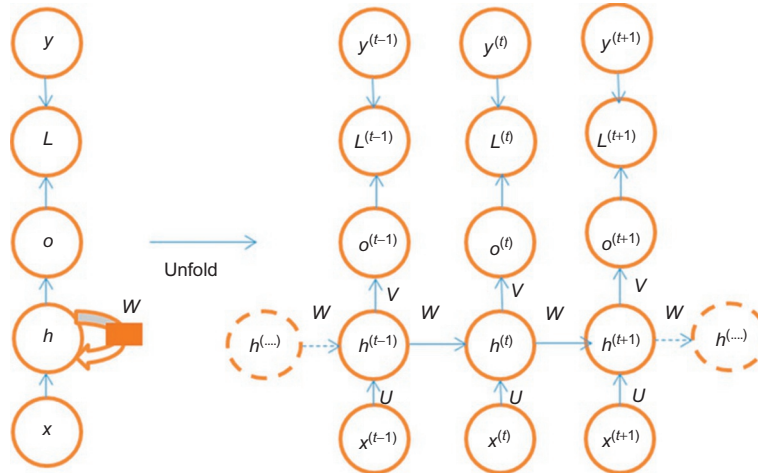 y y⁽ᵗ⁻¹⁾ y⁽ᵗ⁾ y⁽ᵗ⁺¹⁾
L L⁽ᵗ⁻¹⁾ L⁽ᵗ⁾ L⁽ᵗ⁺¹⁾
o o⁽ᵗ⁻¹⁾ o⁽ᵗ⁾ o⁽ᵗ⁺¹⁾
Unfold
V V V
W W W W W
h h⁽····⁾ h⁽ᵗ⁻¹⁾ h⁽ᵗ⁾ h⁽ᵗ⁺¹⁾ h⁽····⁾
U U U
x x⁽ᵗ⁻¹⁾ x⁽ᵗ⁾ x⁽ᵗ⁺¹⁾